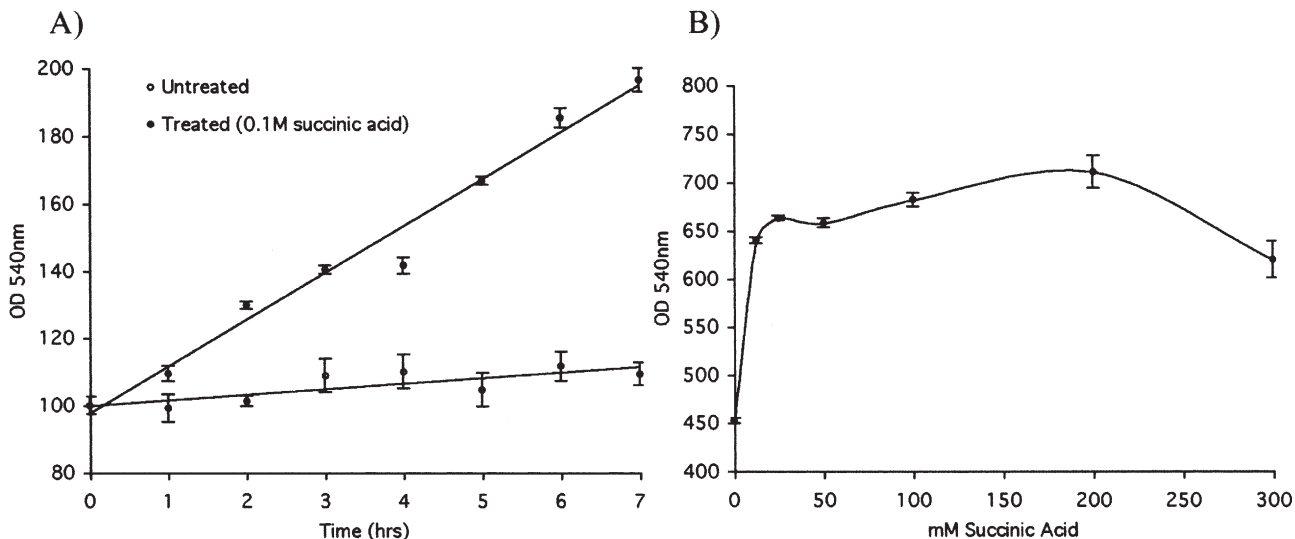 A)
200
180
160
140
120
100
80
OD 540nm
Untreated
Treated (0.1M succinic acid)
0 1 2 3 4 5 6 7
Time (hrs)
B)
800
750
700
650
600
550
500
450
400
OD 540nm
0 50 100 150 200 250 300
mM Succinic Acid